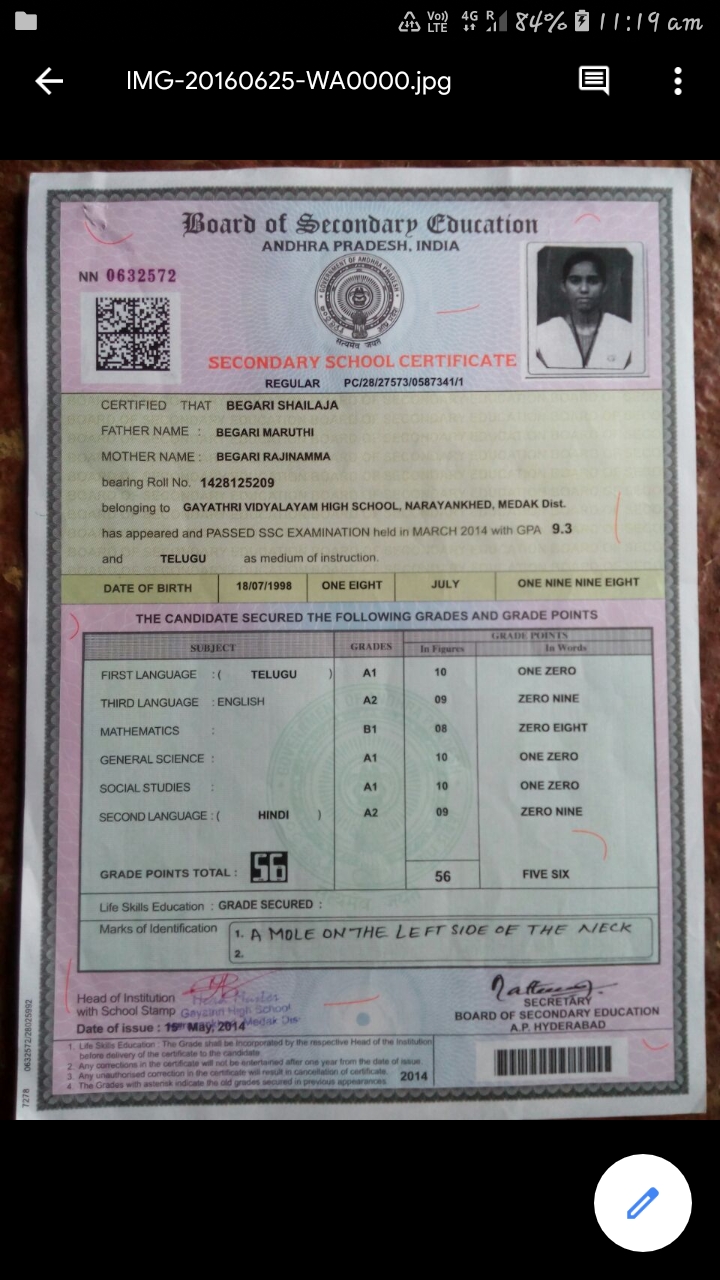 Vo)) LTE 4G R 84% 11:19 am
IMG-20160625-WA0000.jpg
Board of Secondary Education
ANDHRA PRADESH, INDIA
NN 0632572
GOVERNMENT OF ANDHRA PRADESH
सत्यमेव जयते
SECONDARY SCHOOL CERTIFICATE
REGULAR PC/28/27573/0587341/1
CERTIFIED THAT BEGARI SHAILAJA
FATHER NAME : BEGARI MARUTHI
MOTHER NAME : BEGARI RAJINAMMA
bearing Roll No. 1428125209
belonging to GAYATHRI VIDYALAYAM HIGH SCHOOL, NARAYANKHED, MEDAK Dist.
has appeared and PASSED SSC EXAMINATION held in MARCH 2014 with GPA 9.3
and TELUGU as medium of instruction.
DATE OF BIRTH 18/07/1998 ONE EIGHT JULY ONE NINE NINE EIGHT
THE CANDIDATE SECURED THE FOLLOWING GRADES AND GRADE POINTS
SUBJECT GRADES GRADE POINTS
In Figures In Words
FIRST LANGUAGE : ( TELUGU ) A1 10 ONE ZERO
THIRD LANGUAGE : ENGLISH A2 09 ZERO NINE
MATHEMATICS : B1 08 ZERO EIGHT
GENERAL SCIENCE : A1 10 ONE ZERO
SOCIAL STUDIES : A1 10 ONE ZERO
SECOND LANGUAGE : ( HINDI ) A2 09 ZERO NINE
GRADE POINTS TOTAL : 56 56 FIVE SIX
Life Skills Education : GRADE SECURED :
Marks of Identification 1. A MOLE ON THE LEFT SIDE OF THE NECK
2.
Head of Institution
with School Stamp
Head Master
Gayatri High School
Medak Dis
Date of issue : 15th May, 2014
SECRETARY
BOARD OF SECONDARY EDUCATION
A.P. HYDERABAD
1. Life Skills Education : The Grade shall be incorporated by the respective Head of the Institution
before delivery of the certificate to the candidate.
2. Any corrections in the certificate will not be entertained after one year from the date of issue.
3. Any unauthorised correction in the certificate will result in cancellation of certificate.
4. The Grades with asterisk indicate the old grades secured in previous appearances.
2014
7278 0632572/28025992